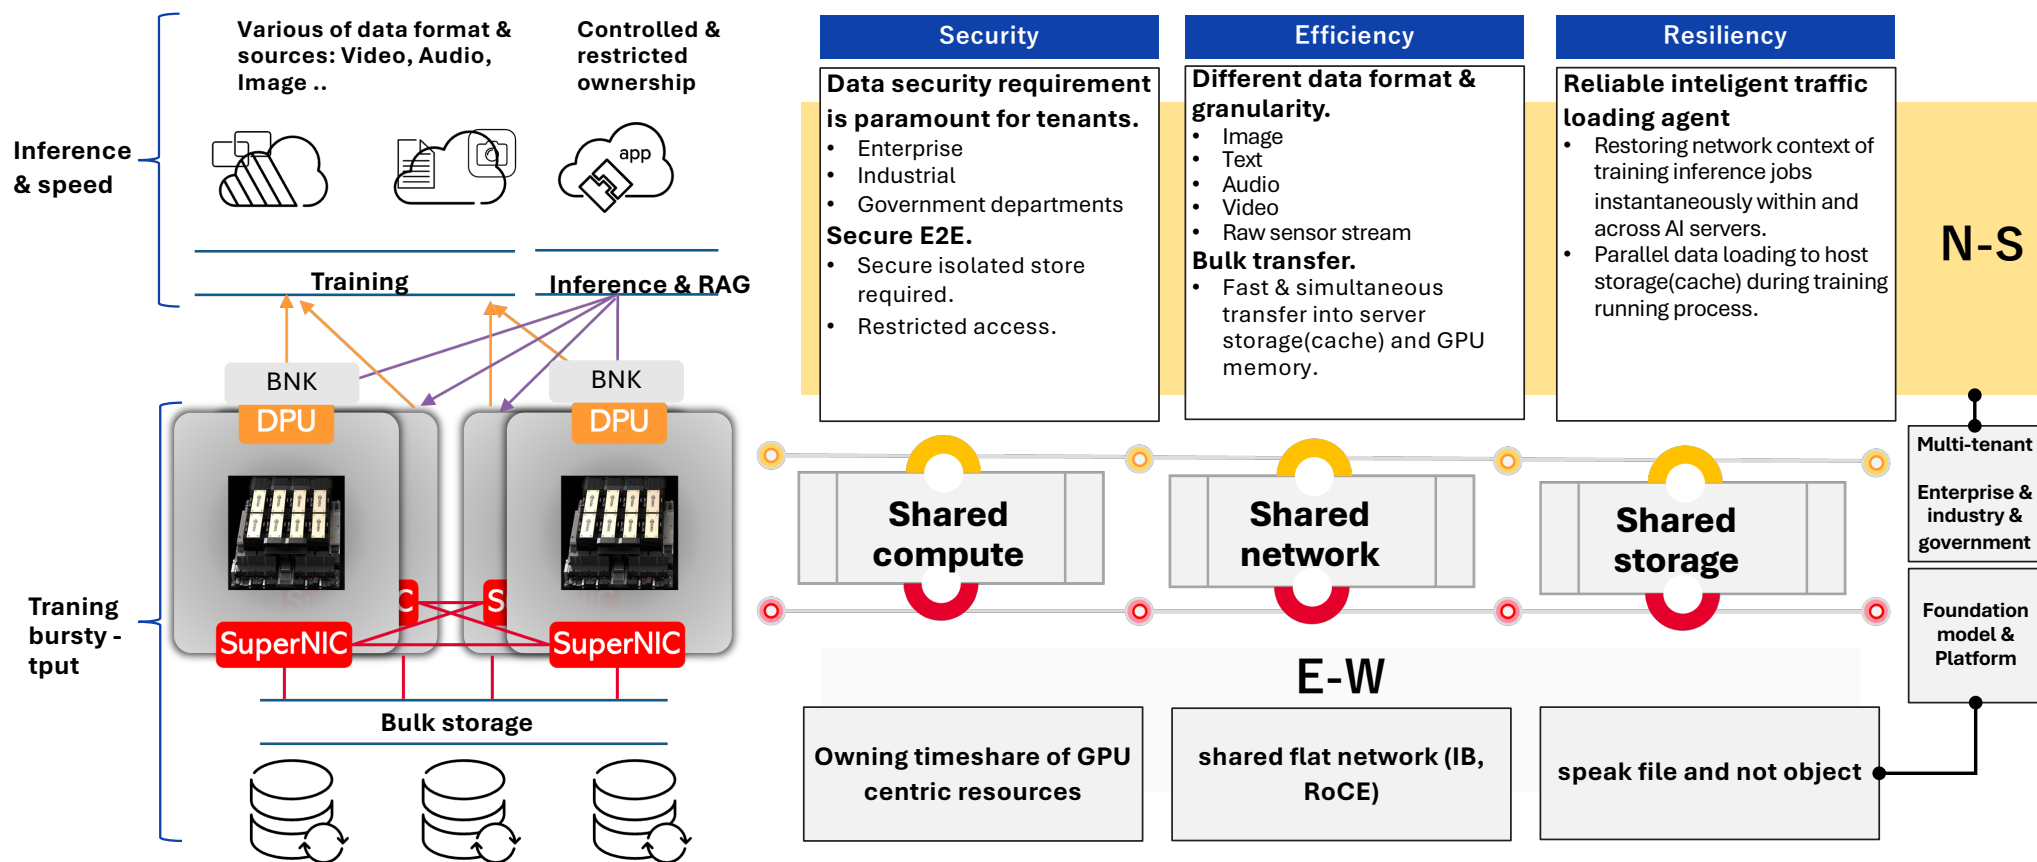 Various of data format &
sources: Video, Audio,
Image ..
Controlled &
restricted
ownership
app
Inference
& speed
Training
Inference & RAG
BNK
BNK
DPU
DPU
C
S
SuperNIC
SuperNIC
Traning
bursty -
tput
Bulk storage
Security
Data security requirement
is paramount for tenants.
• Enterprise
• Industrial
• Government departments
Secure E2E.
• Secure isolated store
required.
• Restricted access.
Efficiency
Different data format &
granularity.
• Image
• Text
• Audio
• Video
• Raw sensor stream
Bulk transfer.
• Fast & simultaneous
transfer into server
storage(cache) and GPU
memory.
Resiliency
Reliable inteligent traffic
loading agent
• Restoring network context of
training inference jobs
instantaneously within and
across AI servers.
• Parallel data loading to host
storage(cache) during training
running process.
N-S
Shared
compute
Shared
network
Shared
storage
Multi-tenant
Enterprise &
industry &
government
Foundation
model &
Platform
E-W
Owning timeshare of GPU
centric resources
shared flat network (IB,
RoCE)
speak file and not object